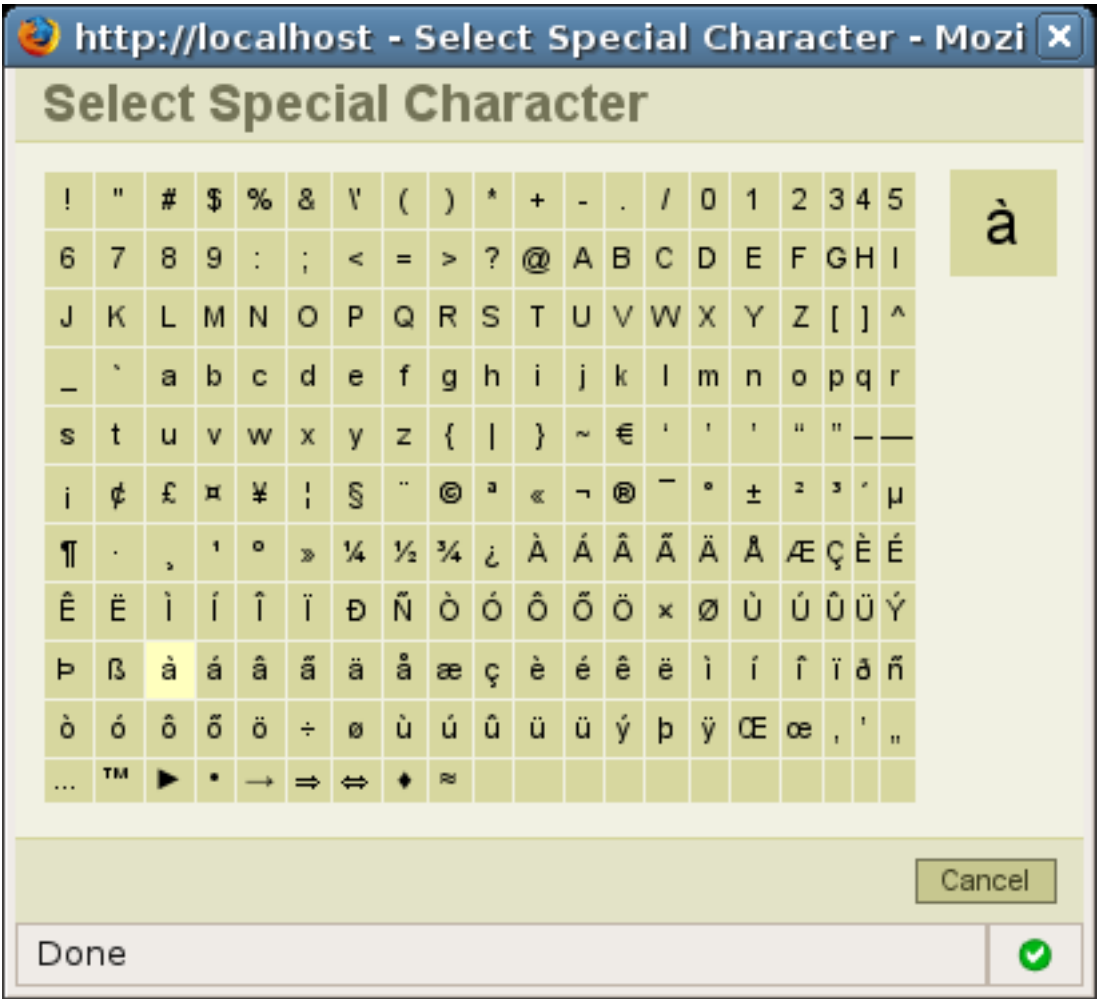 http://localhost - Select Special Character - Mozi
Select Special Character
! " # $ % & \' ( ) * + - . / 0 1 2 3 4 5
à
6 7 8 9 : ; < = > ? @ A B C D E F G H I
J K L M N O P Q R S T U V W X Y Z [ ] ^
_ ` a b c d e f g h i j k l m n o p q r
s t u v w x y z { | } ~ € ‘ ’ ’ “ ” – —
¡ ¢ £ ¤ ¥ ¦ § ¨ © ª « ¬ ® ¯ ° ± ² ³ ´ µ
¶ · ¸ ¹ º » ¼ ½ ¾ ¿ À Á Â Ã Ä Å Æ Ç È É
Ê Ë Ì Í Î Ï Ð Ñ Ò Ó Ô Õ Ö × Ø Ù Ú Û Ü Ý
Þ ß à á â ã ä å æ ç è é ê ë ì í î ï ð ñ
ò ó ô õ ö ÷ ø ù ú û ü ü ý þ ÿ Œ œ ‚ ‛ „
… ™ ► • → ⇒ ⇔ ♦ ≈
Cancel
Done